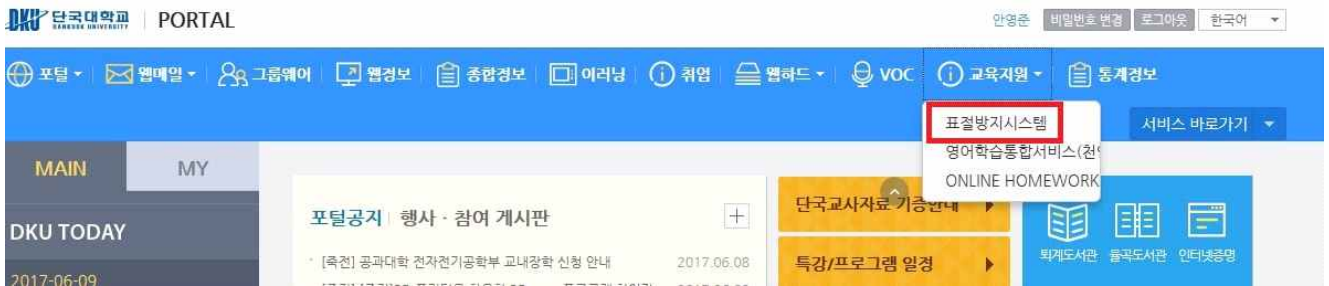 DKU 단국대학교 PORTAL
DANKOOK UNIVERSITY
안영준 비밀번호 변경 로그아웃 한국어
포털 웹메일 그룹웨어 웹정보 종합정보 이러닝 취업 웹하드 VOC 교육지원 통계정보
표절방지시스템
영어학습통합서비스(천
ONLINE HOMEWORK
서비스 바로가기
MAIN MY
DKU TODAY
2017-06-09
포털공지 행사 · 참여 게시판
[죽전] 공과대학 전자전기공학부 교내장학 신청 안내 2017.06.08
단국교사자료 기증안내
특강/프로그램 일정
퇴계도서관 율곡도서관 인터넷증명